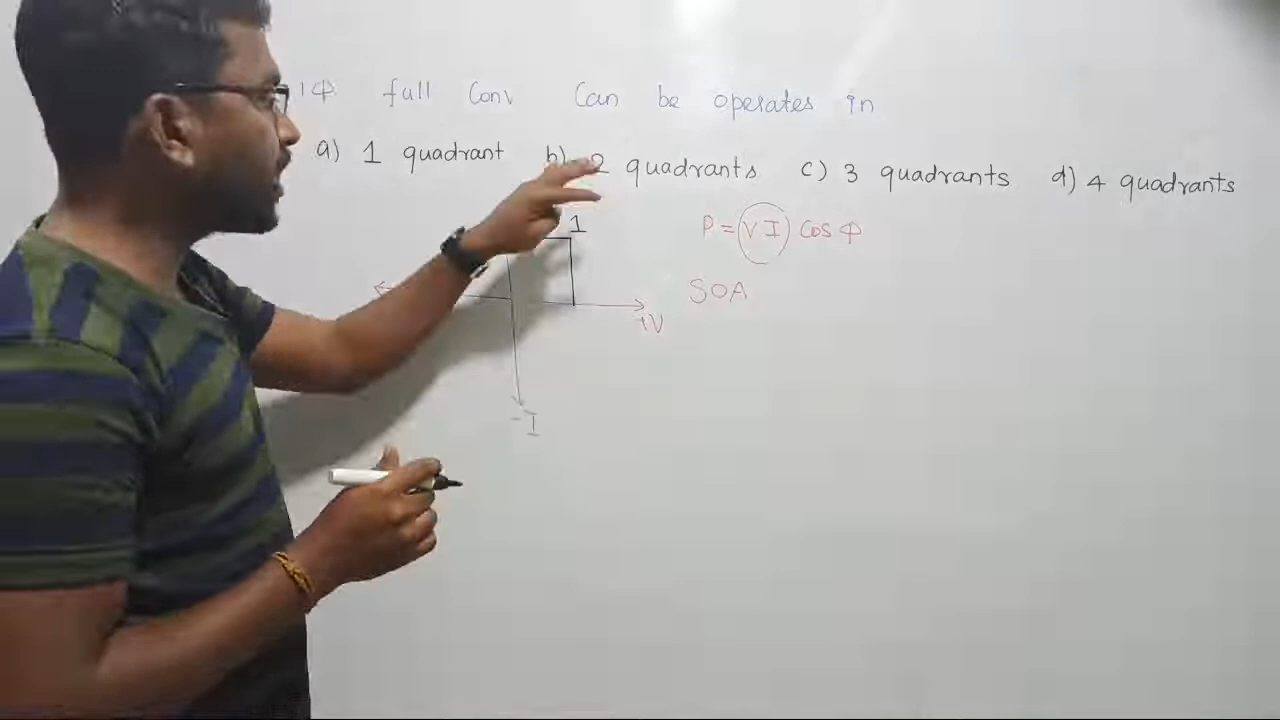 1Φ full Conv Can be operates in
a) 1 quadrant b) 2 quadrants c) 3 quadrants d) 4 quadrants
1
P = VI Cos Φ
SOA
+V
-I